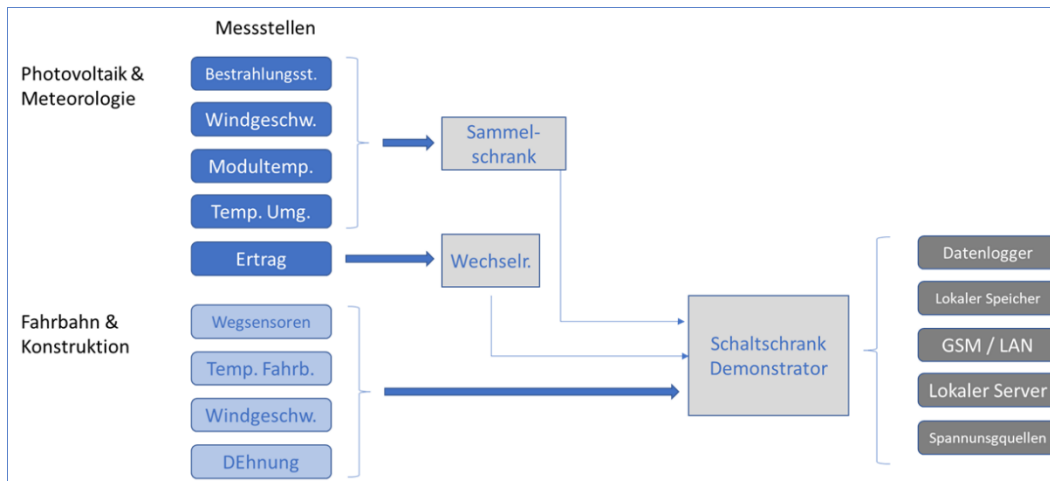 Messstellen
Photovoltaik &
Meteorologie
Bestrahlungsst.
Windgeschw.
Modultemp.
Temp. Umg.
Ertrag
Sammel-
schrank
Wechselr.
Fahrbahn &
Konstruktion
Wegsensoren
Temp. Fahrb.
Windgeschw.
DEhnung
Schaltschrank
Demonstrator
Datenlogger
Lokaler Speicher
GSM / LAN
Lokaler Server
Spannunsgquellen